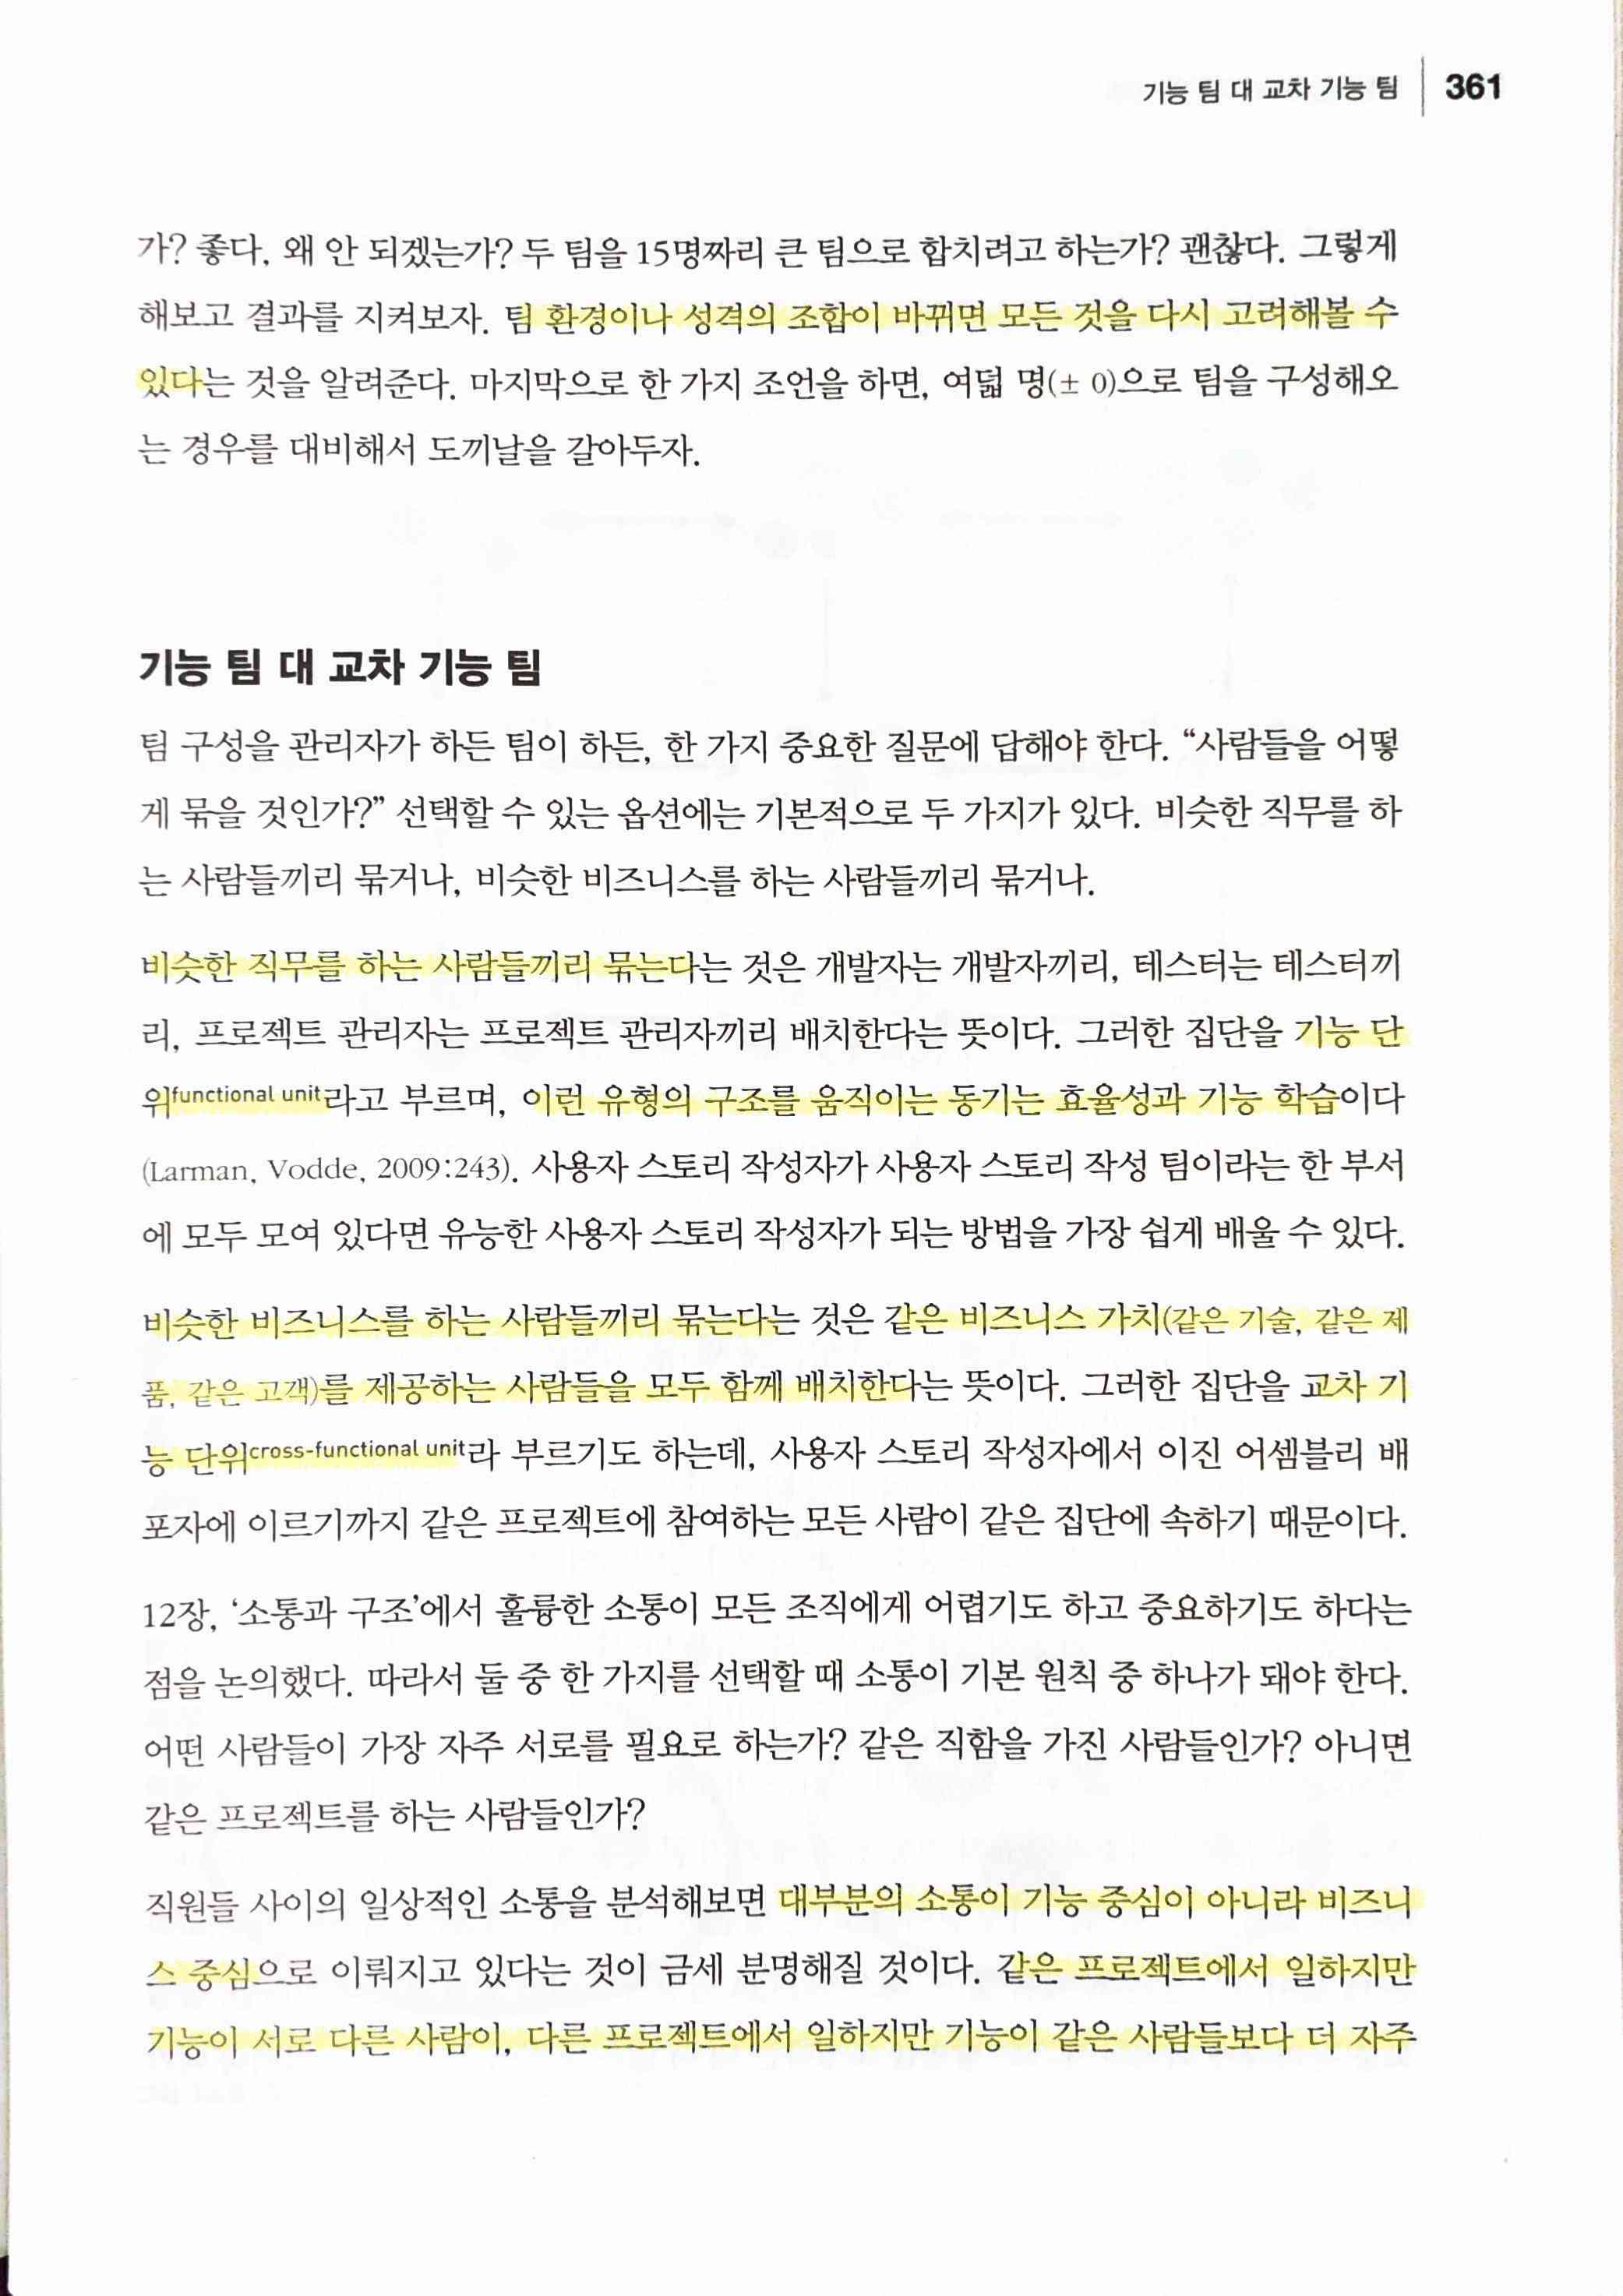 기능 팀 대 교차 기능 팀 | 361
가? 좋다, 왜 안 되겠는가? 두 팀을 15명짜리 큰 팀으로 합치려고 하는가? 괜찮다. 그렇게
해보고 결과를 지켜보자. 팀 환경이나 성격의 조합이 바뀌면 모든 것을 다시 고려해볼 수
있다는 것을 알려준다. 마지막으로 한 가지 조언을 하면, 여덟 명(± 0)으로 팀을 구성해오
는 경우를 대비해서 도끼날을 갈아두자.
기능 팀 대 교차 기능 팀
팀 구성을 관리자가 하든 팀이 하든, 한 가지 중요한 질문에 답해야 한다. “사람들을 어떻
게 묶을 것인가?” 선택할 수 있는 옵션에는 기본적으로 두 가지가 있다. 비슷한 직무를 하
는 사람들끼리 묶거나, 비슷한 비즈니스를 하는 사람들끼리 묶거나.
비슷한 직무를 하는 사람들끼리 묶는다는 것은 개발자는 개발자끼리, 테스터는 테스터끼
리, 프로젝트 관리자는 프로젝트 관리자끼리 배치한다는 뜻이다. 그러한 집단을 기능 단
위functional unit라고 부르며, 이런 유형의 구조를 움직이는 동기는 효율성과 기능 학습이다
(Larman, Vodde, 2009:243). 사용자 스토리 작성자가 사용자 스토리 작성 팀이라는 한 부서
에 모두 모여 있다면 유능한 사용자 스토리 작성자가 되는 방법을 가장 쉽게 배울 수 있다.
비슷한 비즈니스를 하는 사람들끼리 묶는다는 것은 같은 비즈니스 가치(같은 기술, 같은 제
품, 같은 고객)를 제공하는 사람들을 모두 함께 배치한다는 뜻이다. 그러한 집단을 교차 기
능 단위cross-functional unit라 부르기도 하는데, 사용자 스토리 작성자에서 이진 어셈블리 배
포자에 이르기까지 같은 프로젝트에 참여하는 모든 사람이 같은 집단에 속하기 때문이다.
12장, ‘소통과 구조’에서 훌륭한 소통이 모든 조직에게 어렵기도 하고 중요하기도 하다는
점을 논의했다. 따라서 둘 중 한 가지를 선택할 때 소통이 기본 원칙 중 하나가 돼야 한다.
어떤 사람들이 가장 자주 서로를 필요로 하는가? 같은 직함을 가진 사람들인가? 아니면
같은 프로젝트를 하는 사람들인가?
직원들 사이의 일상적인 소통을 분석해보면 대부분의 소통이 기능 중심이 아니라 비즈니
스 중심으로 이뤄지고 있다는 것이 금세 분명해질 것이다. 같은 프로젝트에서 일하지만
기능이 서로 다른 사람이, 다른 프로젝트에서 일하지만 기능이 같은 사람들보다 더 자주